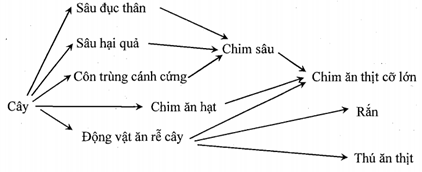 Sâu đục thân
Sâu hại quả
Chim sâu
Côn trùng cánh cứng
Chim ăn thịt cỡ lớn
Cây
Chim ăn hạt
Rắn
Động vật ăn rễ cây
Thú ăn thịt